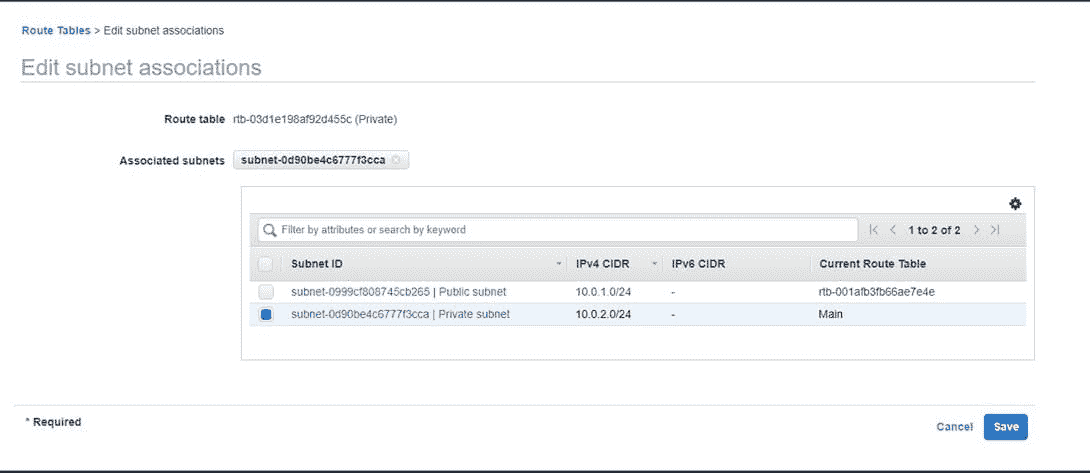 Route Tables > Edit subnet associations
Edit subnet associations
Route table rtb-03d1e198af92d455c (Private)
Associated subnets subnet-0d90be4c6777f3cca
Filter by attributes or search by keyword
1 to 2 of 2
Subnet ID IPv4 CIDR IPv6 CIDR Current Route Table
subnet-0999cf808745cb265 | Public subnet 10.0.1.0/24 - rtb-001afb3fb66ae7e4e
subnet-0d90be4c6777f3cca | Private subnet 10.0.2.0/24 - Main
* Required
Cancel Save